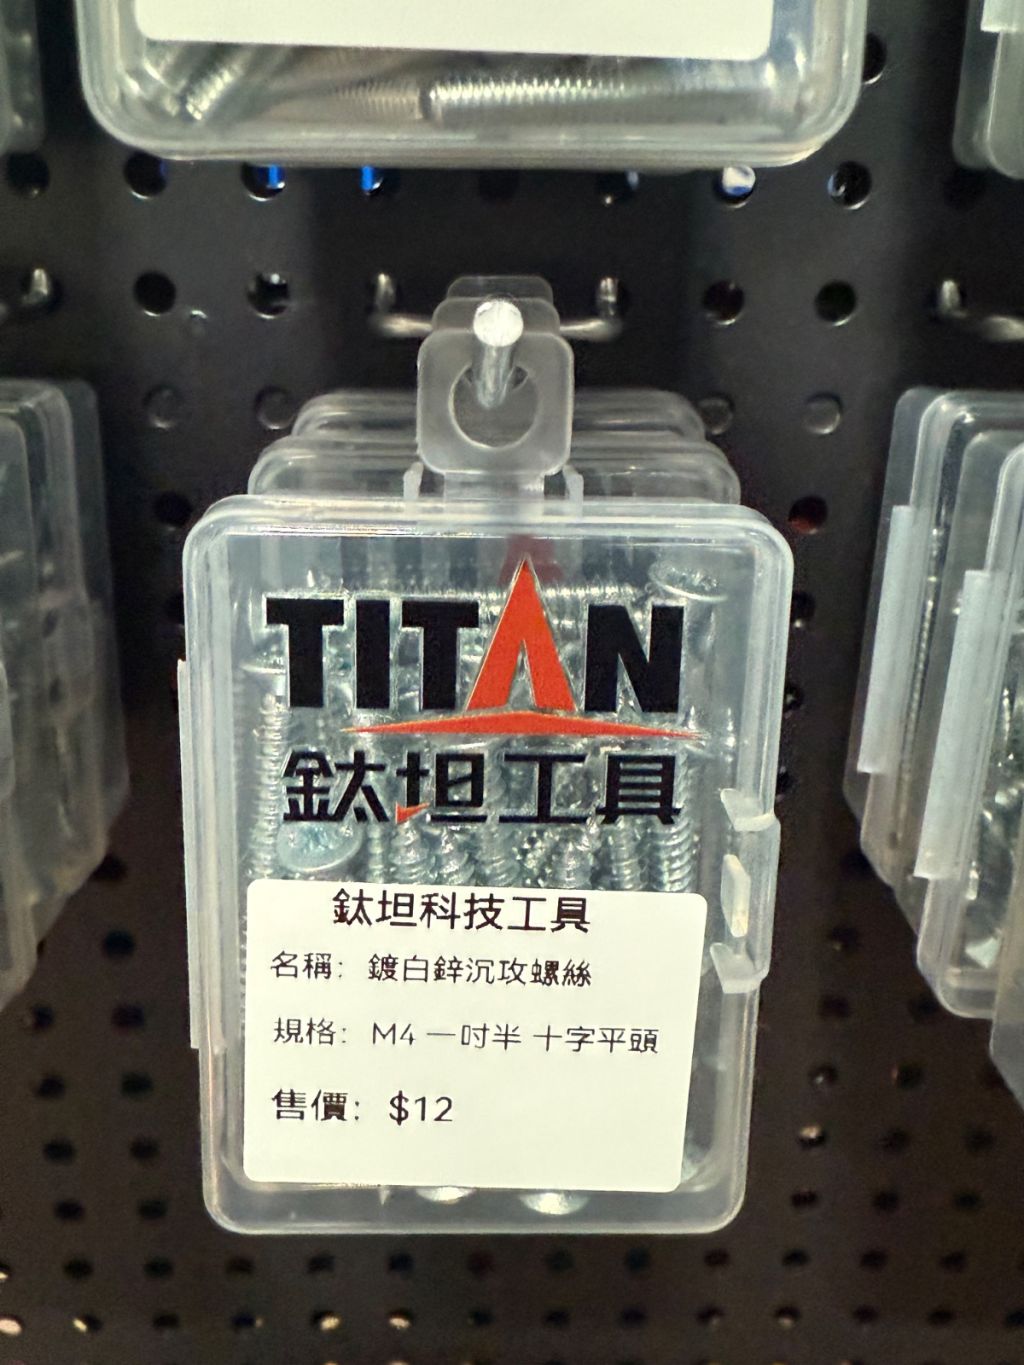 TITAN
鈦坦工具
鈦坦科技工具
名稱: 鍍白鋅沉攻螺絲
規格: M4 一吋半 十字平頭
售價: $12